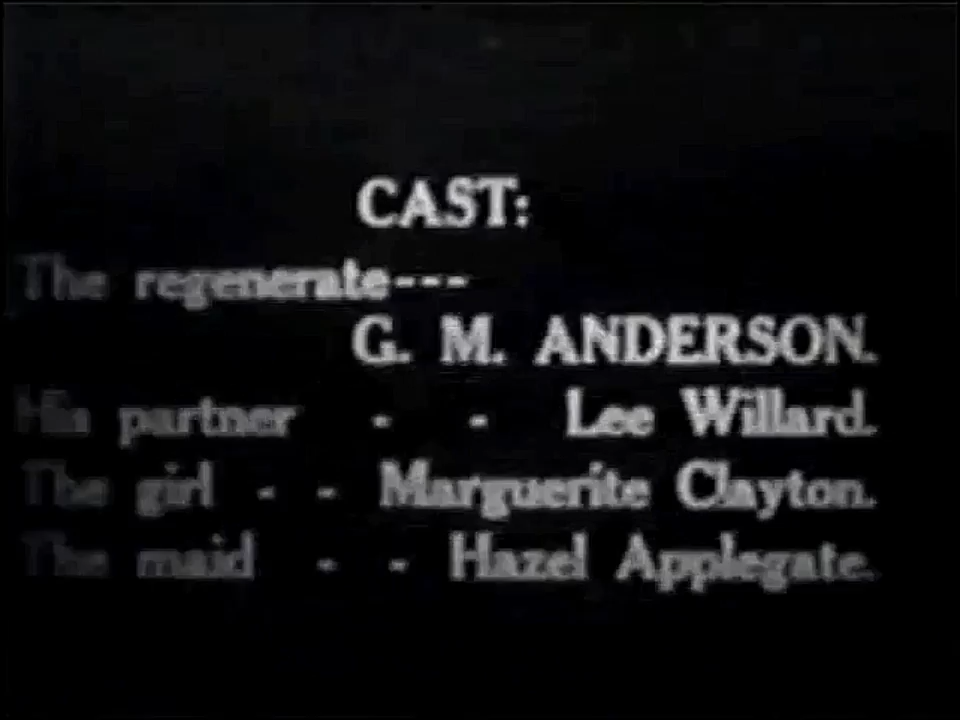 CAST:
The regenerate---
G. M. ANDERSON.
His partner - - Lee Willard.
The girl - - Marguerite Clayton.
The maid - - Hazel Applegate.